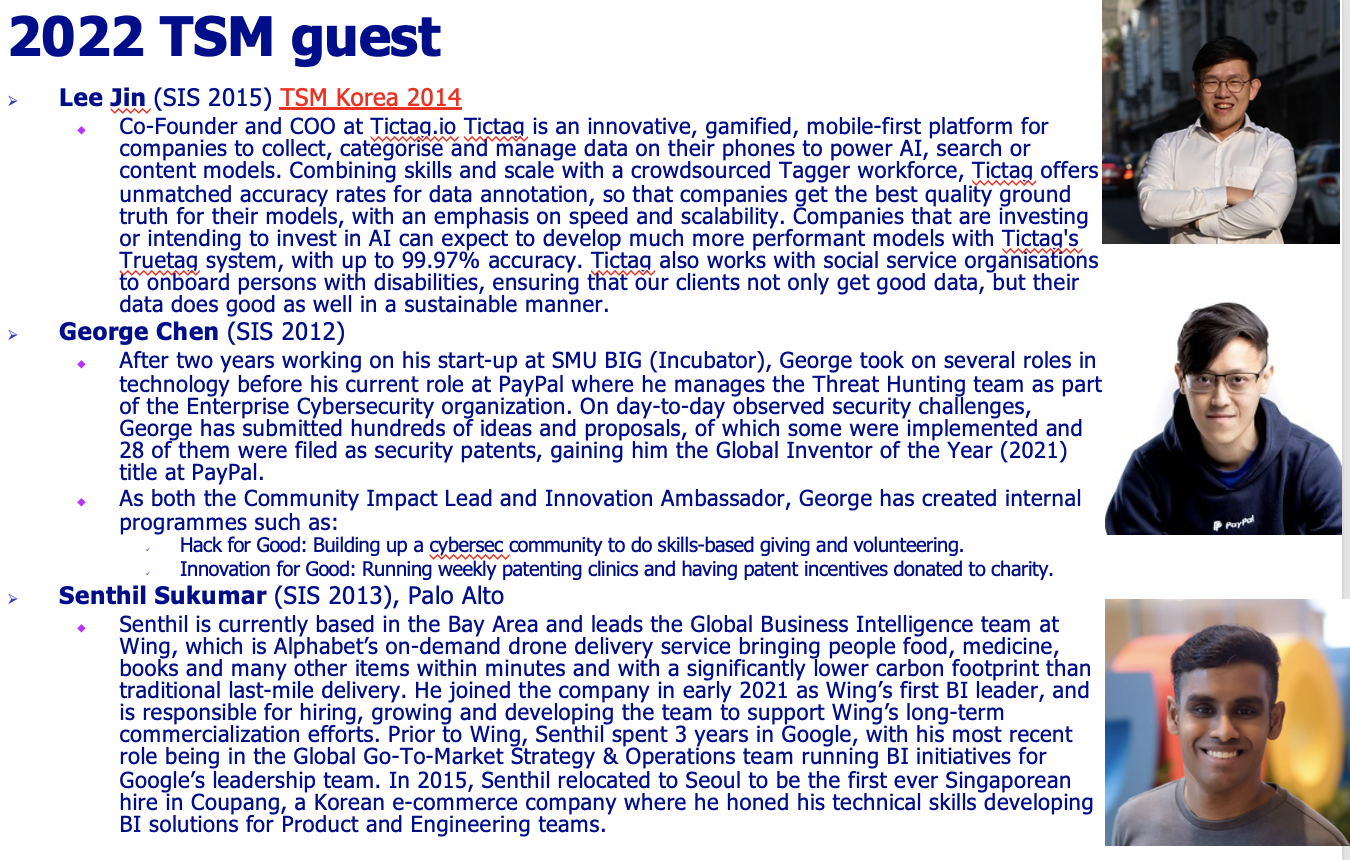 2022 TSM guest
Lee Jin (SIS 2015) TSM Korea 2014
Co-Founder and COO at Tictag.io Tictag is an innovative, gamified, mobile-first platform for
companies to collect, categorise and manage data on their phones to power AI, search or
content models. Combining skills and scale with a crowdsourced Tagger workforce, Tictag offers
unmatched accuracy rates for data annotation, so that companies get the best quality ground
truth for their models, with an emphasis on speed and scalability. Companies that are investing
or intending to invest in AI can expect to develop much more performant models with Tictag's
Truetag system, with up to 99.97% accuracy. Tictag also works with social service organisations
to onboard persons with disabilities, ensuring that our clients not only get good data, but their
data does good as well in a sustainable manner.
George Chen (SIS 2012)
After two years working on his start-up at SMU BIG (Incubator), George took on several roles in
technology before his current role at PayPal where he manages the Threat Hunting team as part
of the Enterprise Cybersecurity organization. On day-to-day observed security challenges,
George has submitted hundreds of ideas and proposals, of which some were implemented and
28 of them were filed as security patents, gaining him the Global Inventor of the Year (2021)
title at PayPal.
As both the Community Impact Lead and Innovation Ambassador, George has created internal
programmes such as:
Hack for Good: Building up a cybersec community to do skills-based giving and volunteering.
Innovation for Good: Running weekly patenting clinics and having patent incentives donated to charity.
PayPal
Senthil Sukumar (SIS 2013), Palo Alto
Senthil is currently based in the Bay Area and leads the Global Business Intelligence team at
Wing, which is Alphabet’s on-demand drone delivery service bringing people food, medicine,
books and many other items within minutes and with a significantly lower carbon footprint than
traditional last-mile delivery. He joined the company in early 2021 as Wing’s first BI leader, and
is responsible for hiring, growing and developing the team to support Wing’s long-term
commercialization efforts. Prior to Wing, Senthil spent 3 years in Google, with his most recent
role being in the Global Go-To-Market Strategy & Operations team running BI initiatives for
Google’s leadership team. In 2015, Senthil relocated to Seoul to be the first ever Singaporean
hire in Coupang, a Korean e-commerce company where he honed his technical skills developing
BI solutions for Product and Engineering teams.